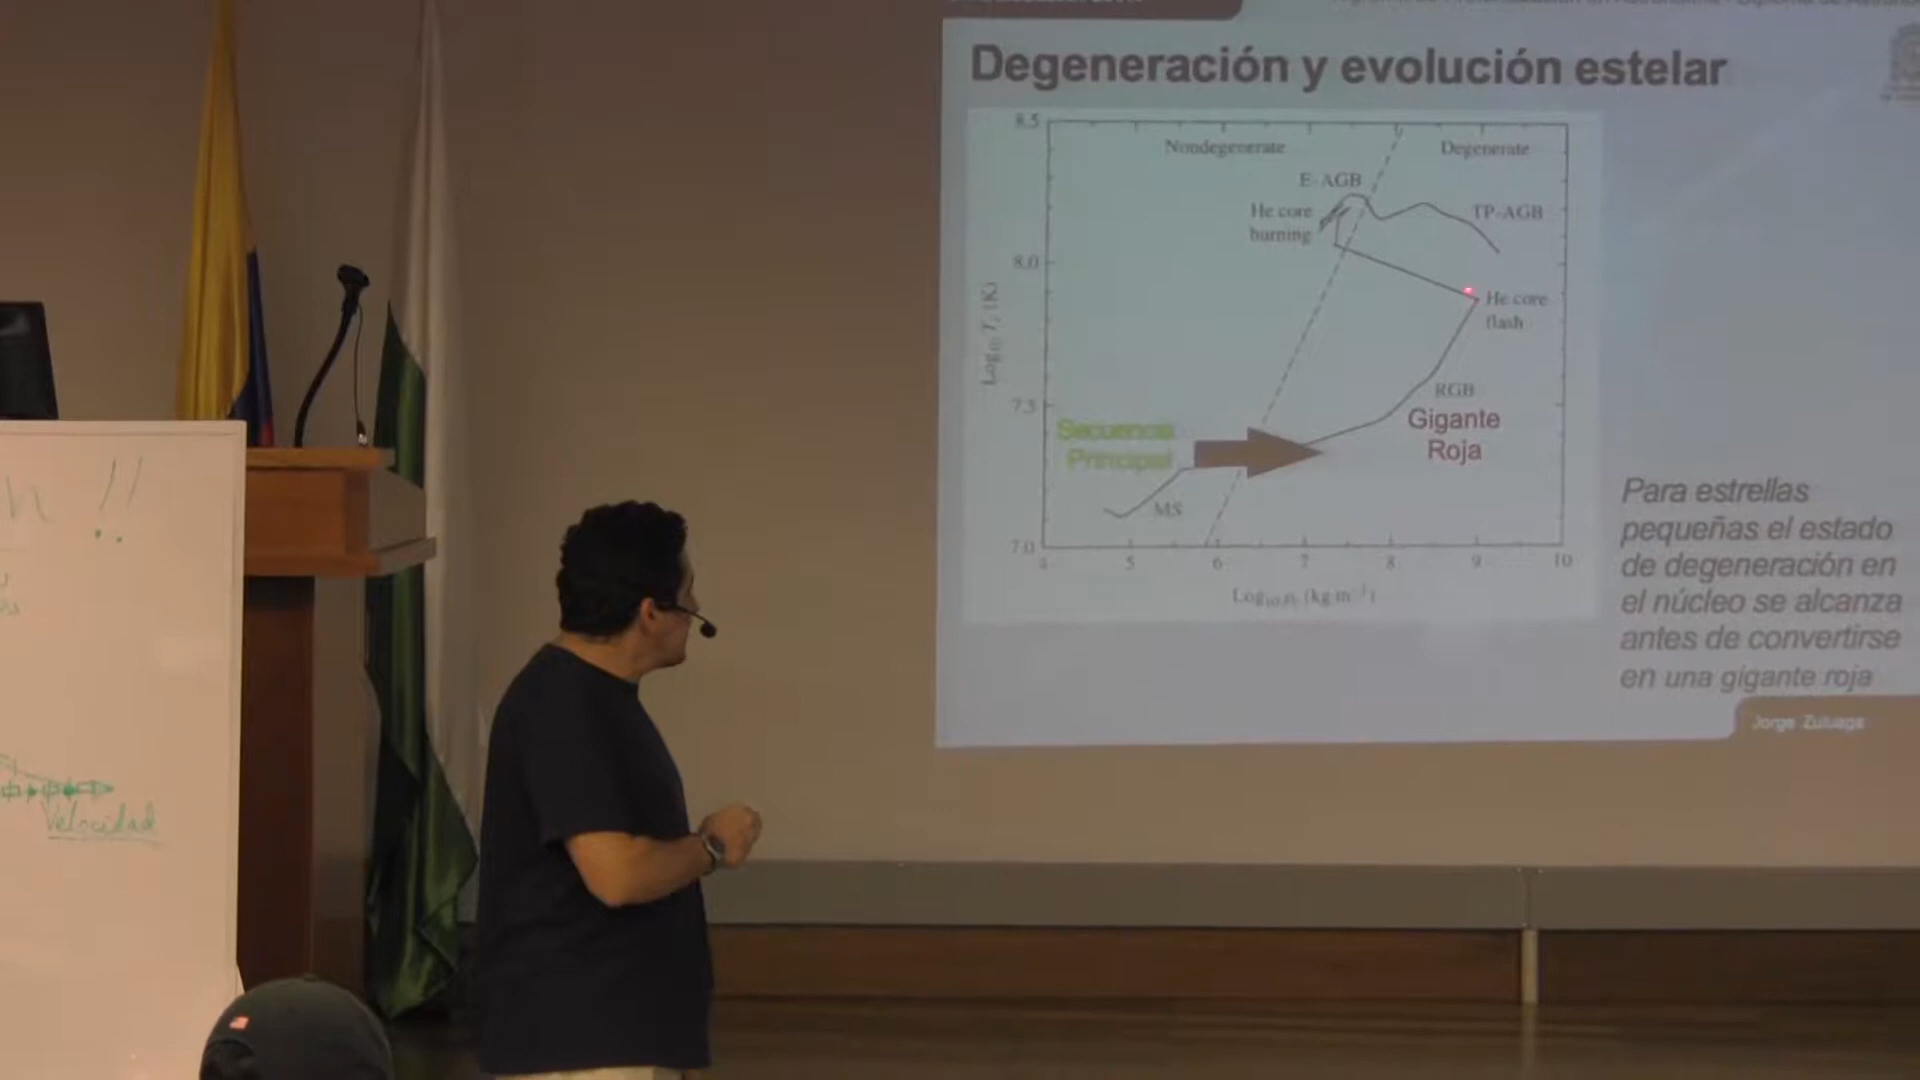 Degeneración y evolución estelar
8.5
Nondegenerate
Degenerate
E-AGB
He core
burning
TP-AGB
8.0
He core
flash
RGB
7.5
Gigante
Roja
Secuencia
Principal
MS
7.0
4 5 6 7 8 9 10
Para estrellas
pequeñas el estado
de degeneración en
el núcleo se alcanza
antes de convertirse
en una gigante roja
Jorge Zuluaga
!!
Velocidad